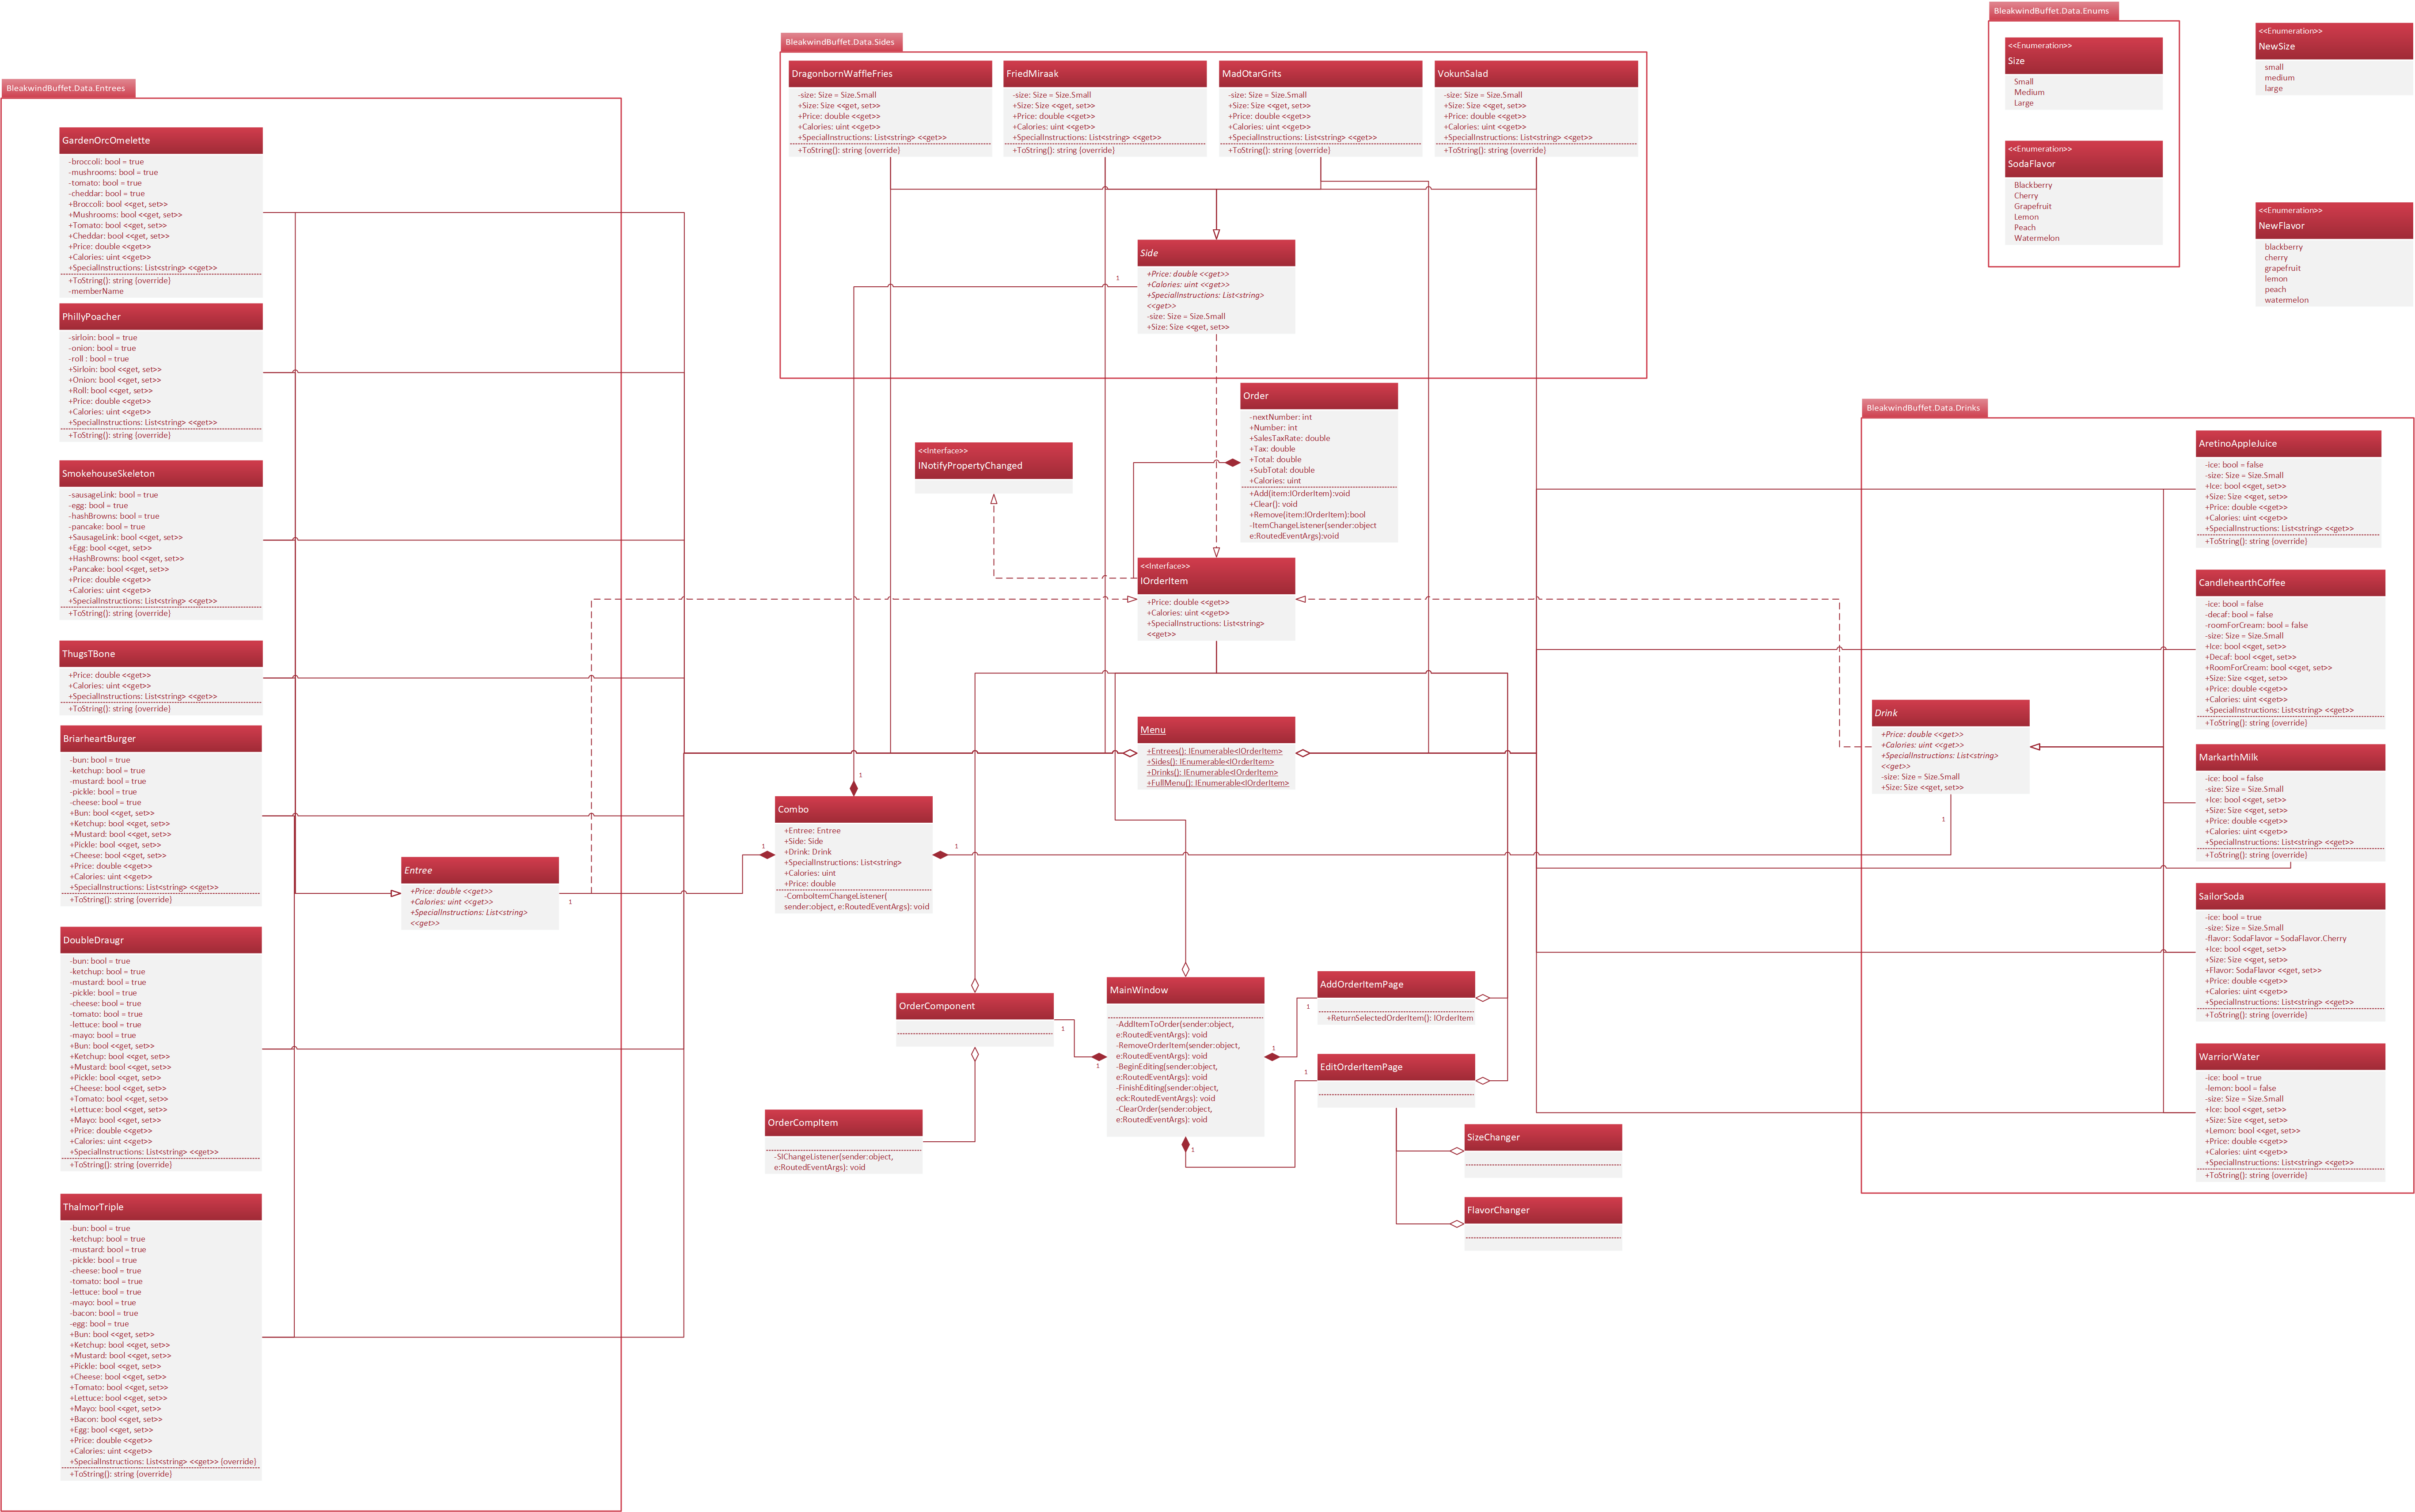 BleakwindBuffet.Data.Entrees
GardenOrcOmelette
-broccoli: bool = true
-mushrooms: bool = true
-tomato: bool = true
-cheddar: bool = true
+Broccoli: bool <<get, set>>
+Mushrooms: bool <<get, set>>
+Tomato: bool <<get, set>>
+Cheddar: bool <<get, set>>
+Price: double <<get>>
+Calories: uint <<get>>
+SpecialInstructions: List<string> <<get>>
+ToString(): string {override}
-memberName
PhillyPoacher
-sirloin: bool = true
-onion: bool = true
-roll : bool = true
+Sirloin: bool <<get, set>>
+Onion: bool <<get, set>>
+Roll: bool <<get, set>>
+Price: double <<get>>
+Calories: uint <<get>>
+SpecialInstructions: List<string> <<get>>
+ToString(): string {override}
SmokehouseSkeleton
-sausageLink: bool = true
-egg: bool = true
-hashBrowns: bool = true
-pancake: bool = true
+SausageLink: bool <<get, set>>
+Egg: bool <<get, set>>
+HashBrowns: bool <<get, set>>
+Pancake: bool <<get, set>>
+Price: double <<get>>
+Calories: uint <<get>>
+SpecialInstructions: List<string> <<get>>
+ToString(): string {override}
ThugsTBone
+Price: double <<get>>
+Calories: uint <<get>>
+SpecialInstructions: List<string> <<get>>
+ToString(): string {override}
BriarheartBurger
-bun: bool = true
-ketchup: bool = true
-mustard: bool = true
-pickle: bool = true
-cheese: bool = true
+Bun: bool <<get, set>>
+Ketchup: bool <<get, set>>
+Mustard: bool <<get, set>>
+Pickle: bool <<get, set>>
+Cheese: bool <<get, set>>
+Price: double <<get>>
+Calories: uint <<get>>
+SpecialInstructions: List<string> <<get>>
+ToString(): string {override}
DoubleDraugr
-bun: bool = true
-ketchup: bool = true
-mustard: bool = true
-pickle: bool = true
-cheese: bool = true
-tomato: bool = true
-lettuce: bool = true
-mayo: bool = true
+Bun: bool <<get, set>>
+Ketchup: bool <<get, set>>
+Mustard: bool <<get, set>>
+Pickle: bool <<get, set>>
+Cheese: bool <<get, set>>
+Tomato: bool <<get, set>>
+Lettuce: bool <<get, set>>
+Mayo: bool <<get, set>>
+Price: double <<get>>
+Calories: uint <<get>>
+SpecialInstructions: List<string> <<get>>
+ToString(): string {override}
ThalmorTriple
-bun: bool = true
-ketchup: bool = true
-mustard: bool = true
-pickle: bool = true
-cheese: bool = true
-tomato: bool = true
-lettuce: bool = true
-mayo: bool = true
-bacon: bool = true
-egg: bool = true
+Bun: bool <<get, set>>
+Ketchup: bool <<get, set>>
+Mustard: bool <<get, set>>
+Pickle: bool <<get, set>>
+Cheese: bool <<get, set>>
+Tomato: bool <<get, set>>
+Lettuce: bool <<get, set>>
+Mayo: bool <<get, set>>
+Bacon: bool <<get, set>>
+Egg: bool <<get, set>>
+Price: double <<get>>
+Calories: uint <<get>>
+SpecialInstructions: List<string> <<get>> {override}
+ToString(): string {override}
Entree
+Price: double <<get>>
+Calories: uint <<get>>
+SpecialInstructions: List<string>
<<get>>
1
BleakwindBuffet.Data.Sides
DragonbornWaffleFries
-size: Size = Size.Small
+Size: Size <<get, set>>
+Price: double <<get>>
+Calories: uint <<get>>
+SpecialInstructions: List<string> <<get>>
+ToString(): string {override}
FriedMiraak
-size: Size = Size.Small
+Size: Size <<get, set>>
+Price: double <<get>>
+Calories: uint <<get>>
+SpecialInstructions: List<string> <<get>>
+ToString(): string {override}
MadOtarGrits
-size: Size = Size.Small
+Size: Size <<get, set>>
+Price: double <<get>>
+Calories: uint <<get>>
+SpecialInstructions: List<string> <<get>>
+ToString(): string {override}
VokunSalad
-size: Size = Size.Small
+Size: Size <<get, set>>
+Price: double <<get>>
+Calories: uint <<get>>
+SpecialInstructions: List<string> <<get>>
+ToString(): string {override}
Side
+Price: double <<get>>
+Calories: uint <<get>>
+SpecialInstructions: List<string>
<<get>>
-size: Size = Size.Small
+Size: Size <<get, set>>
1
Order
-nextNumber: int
+Number: int
+SalesTaxRate: double
+Tax: double
+Total: double
+SubTotal: double
+Calories: uint
+Add(item:IOrderItem):void
+Clear(): void
+Remove(item:IOrderItem):bool
-ItemChangeListener(sender:object
e:RoutedEventArgs):void
<<Interface>>
INotifyPropertyChanged
<<Interface>>
IOrderItem
+Price: double <<get>>
+Calories: uint <<get>>
+SpecialInstructions: List<string>
<<get>>
Menu
+Entrees(): IEnumerable<IOrderItem>
+Sides(): IEnumerable<IOrderItem>
+Drinks(): IEnumerable<IOrderItem>
+FullMenu(): IEnumerable<IOrderItem>
1
1
1
Combo
+Entree: Entree
+Side: Side
+Drink: Drink
+SpecialInstructions: List<string>
+Calories: uint
+Price: double
-ComboItemChangeListener(
sender:object, e:RoutedEventArgs): void
OrderComponent
1
1
OrderCompItem
-SIChangeListener(sender:object,
e:RoutedEventArgs): void
MainWindow
-AddItemToOrder(sender:object,
e:RoutedEventArgs): void
-RemoveOrderItem(sender:object,
e:RoutedEventArgs): void
-BeginEditing(sender:object,
e:RoutedEventArgs): void
-FinishEditing(sender:object,
eck:RoutedEventArgs): void
-ClearOrder(sender:object,
e:RoutedEventArgs): void
1
1
1
1
AddOrderItemPage
+ReturnSelectedOrderItem(): IOrderItem
EditOrderItemPage
SizeChanger
FlavorChanger
BleakwindBuffet.Data.Enums
<<Enumeration>>
Size
Small
Medium
Large
<<Enumeration>>
SodaFlavor
Blackberry
Cherry
Grapefruit
Lemon
Peach
Watermelon
<<Enumeration>>
NewSize
small
medium
large
<<Enumeration>>
NewFlavor
blackberry
cherry
grapefruit
lemon
peach
watermelon
BleakwindBuffet.Data.Drinks
Drink
+Price: double <<get>>
+Calories: uint <<get>>
+SpecialInstructions: List<string>
<<get>>
-size: Size = Size.Small
+Size: Size <<get, set>>
1
AretinoAppleJuice
-ice: bool = false
-size: Size = Size.Small
+Ice: bool <<get, set>>
+Size: Size <<get, set>>
+Price: double <<get>>
+Calories: uint <<get>>
+SpecialInstructions: List<string> <<get>>
+ToString(): string {override}
CandlehearthCoffee
-ice: bool = false
-decaf: bool = false
-roomForCream: bool = false
-size: Size = Size.Small
+Ice: bool <<get, set>>
+Decaf: bool <<get, set>>
+RoomForCream: bool <<get, set>>
+Size: Size <<get, set>>
+Price: double <<get>>
+Calories: uint <<get>>
+SpecialInstructions: List<string> <<get>>
+ToString(): string {override}
MarkarthMilk
-ice: bool = false
-size: Size = Size.Small
+Ice: bool <<get, set>>
+Size: Size <<get, set>>
+Price: double <<get>>
+Calories: uint <<get>>
+SpecialInstructions: List<string> <<get>>
+ToString(): string {override}
SailorSoda
-ice: bool = true
-size: Size = Size.Small
-flavor: SodaFlavor = SodaFlavor.Cherry
+Ice: bool <<get, set>>
+Size: Size <<get, set>>
+Flavor: SodaFlavor <<get, set>>
+Price: double <<get>>
+Calories: uint <<get>>
+SpecialInstructions: List<string> <<get>>
+ToString(): string {override}
WarriorWater
-ice: bool = true
-lemon: bool = false
-size: Size = Size.Small
+Ice: bool <<get, set>>
+Size: Size <<get, set>>
+Lemon: bool <<get, set>>
+Price: double <<get>>
+Calories: uint <<get>>
+SpecialInstructions: List<string> <<get>>
+ToString(): string {override}